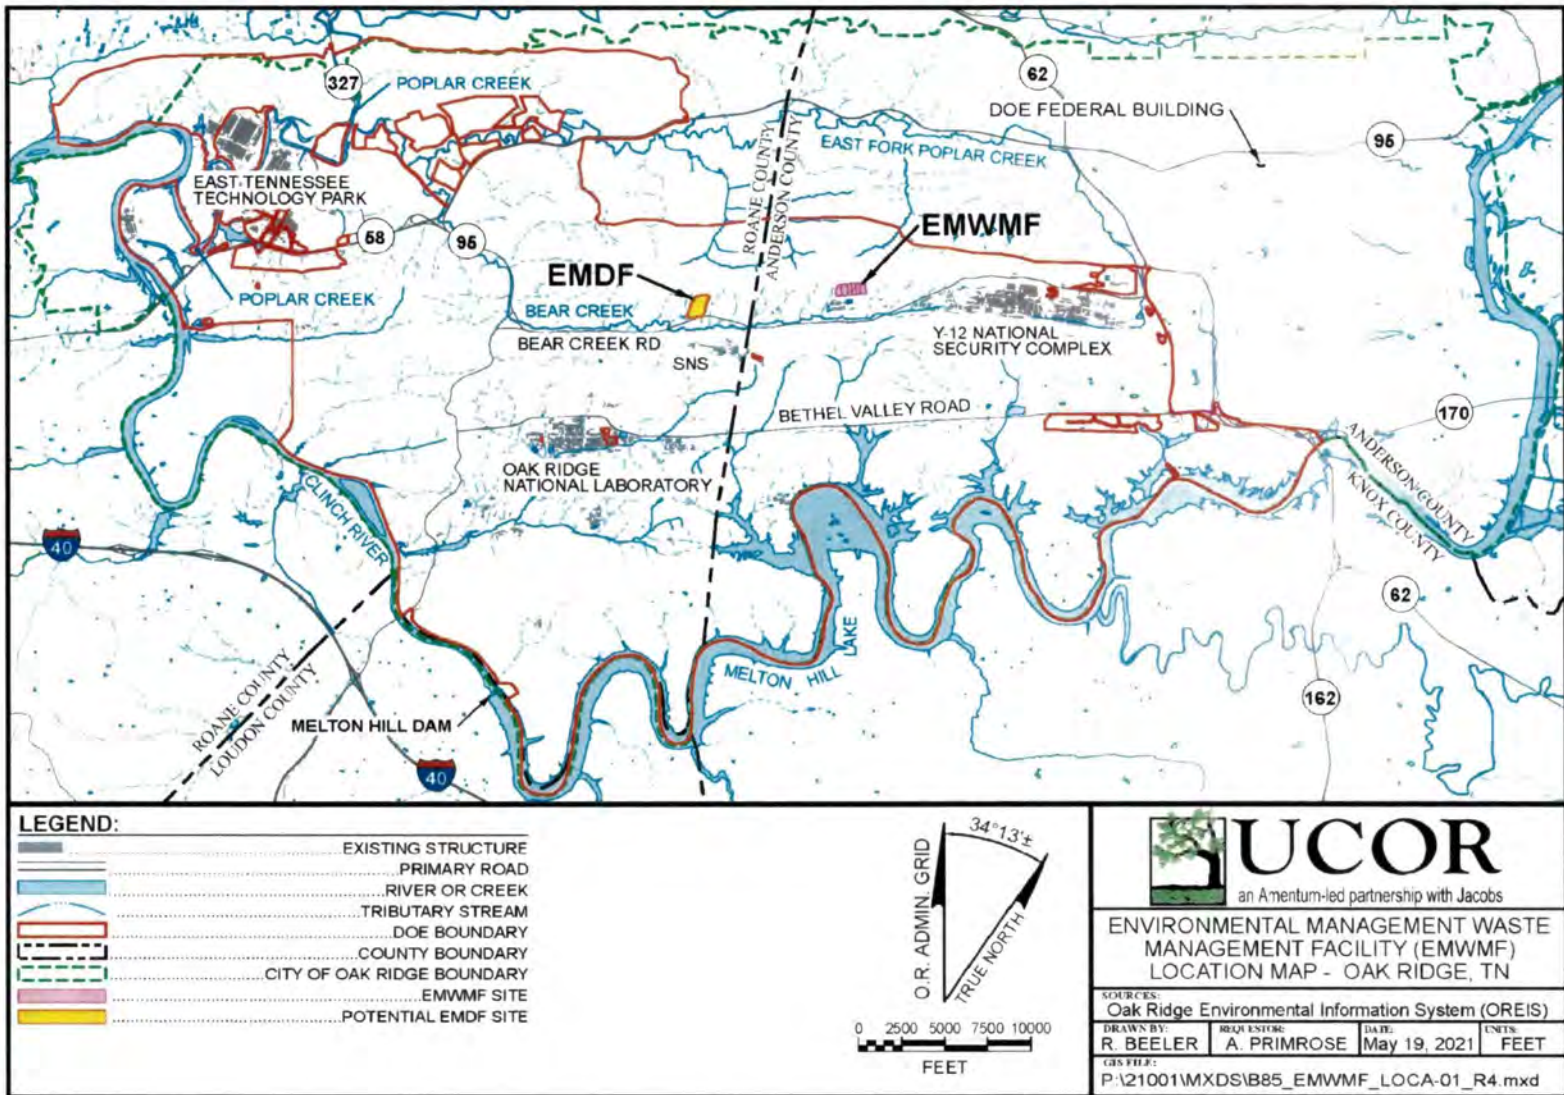 327
POPLAR CREEK
62
DOE FEDERAL BUILDING
95
EAST FORK POPLAR CREEK
EAST TENNESSEE
TECHNOLOGY PARK
ROANE COUNTY
ANDERSON COUNTY
58
95
EMWMF
EMDF
POPLAR CREEK
BEAR CREEK
BEAR CREEK RD
SNS
Y-12 NATIONAL
SECURITY COMPLEX
BETHEL VALLEY ROAD
170
OAK RIDGE
NATIONAL LABORATORY
CLINCH RIVER
ANDERSON COUNTY
KNOX COUNTY
40
62
ROANE COUNTY
LOUDON COUNTY
MELTON HILL LAKE
162
MELTON HILL DAM
40
LEGEND:
EXISTING STRUCTURE
PRIMARY ROAD
RIVER OR CREEK
TRIBUTARY STREAM
DOE BOUNDARY
COUNTY BOUNDARY
CITY OF OAK RIDGE BOUNDARY
EMWMF SITE
POTENTIAL EMDF SITE
34°13'±
O.R. ADMIN. GRID
TRUE NORTH
0 2500 5000 7500 10000
FEET
UCOR
an Amentum-led partnership with Jacobs
ENVIRONMENTAL MANAGEMENT WASTE
MANAGEMENT FACILITY (EMWMF)
LOCATION MAP - OAK RIDGE, TN
SOURCES:
Oak Ridge Environmental Information System (OREIS)
DRAWN BY:
R. BEELER
REQUESTOR:
A. PRIMROSE
DATE:
May 19, 2021
UNITS:
FEET
GIS FILE:
P:\21001\MXDS\B85_EMWMF_LOCA-01_R4.mxd